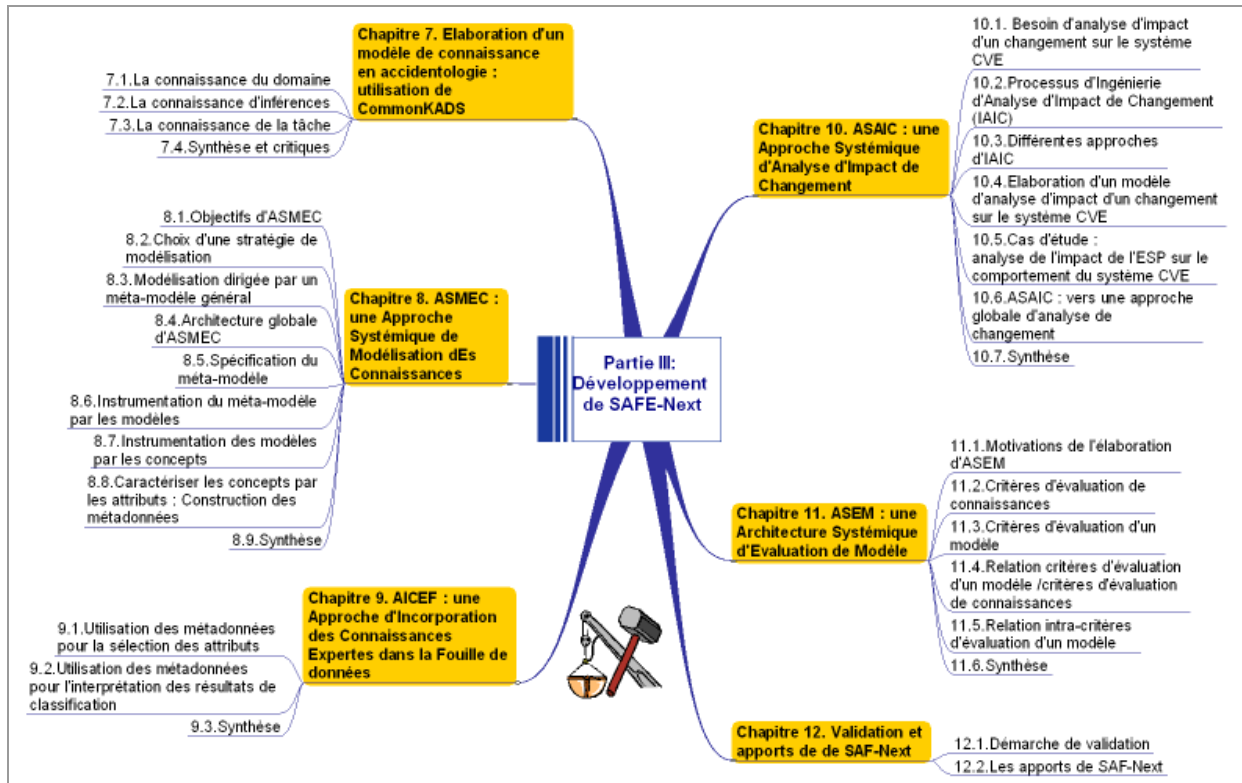 Partie III:
Développement
de SAFE-Next
Chapitre 7. Elaboration d'un
modèle de connaissance
en accidentologie :
utilisation de
CommonKADS
7.1.La connaissance du domaine
7.2.La connaissance d'inférences
7.3.La connaissance de la tâche
7.4.Synthèse et critiques
Chapitre 8. ASMEC :
une Approche
Systémique de
Modélisation dEs
Connaissances
8.1.Objectifs d'ASMEC
8.2.Choix d'une stratégie de
modélisation
8.3.Modélisation dirigée par un
méta-modèle général
8.4.Architecture globale
d'ASMEC
8.5.Spécification du
méta-modèle
8.6.Instrumentation du méta-modèle
par les modèles
8.7.Instrumentation des modèles
par les concepts
8.8.Caractériser les concepts par
les attributs : Construction des
métadonnées
8.9.Synthèse
Chapitre 9. AICEF : une
Approche d'Incorporation
des Connaissances
Expertes dans la Fouille de
données
9.1.Utilisation des métadonnées
pour la sélection des attributs
9.2.Utilisation des métadonnées
pour l'interprétation des résultats de
classification
9.3.Synthèse
Chapitre 10. ASAIC : une
Approche Systémique
d'Analyse d'Impact de
Changement
10.1. Besoin d'analyse d'impact
d'un changement sur le système
CVE
10.2.Processus d'Ingénierie
d'Analyse d'Impact de Changement
(IAIC)
10.3.Différentes approches
d'IAIC
10.4.Elaboration d'un modèle
d'analyse d'impact d'un changement
sur le système CVE
10.5.Cas d'étude :
analyse de l'impact de l'ESP sur le
comportement du système CVE
10.6.ASAIC : vers une approche
globale d'analyse de
changement
10.7.Synthèse
Chapitre 11. ASEM : une
Architecture Systémique
d'Evaluation de Modèle
11.1.Motivations de l'élaboration
d'ASEM
11.2.Critères d'évaluation de
connaissances
11.3.Critères d'évaluation d'un
modèle
11.4.Relation critères d'évaluation
d'un modèle /critères d'évaluation
de connaissances
11.5.Relation intra-critères
d'évaluation d'un modèle
11.6.Synthèse
Chapitre 12. Validation et
apports de de SAF-Next
12.1.Démarche de validation
12.2.Les apports de SAF-Next